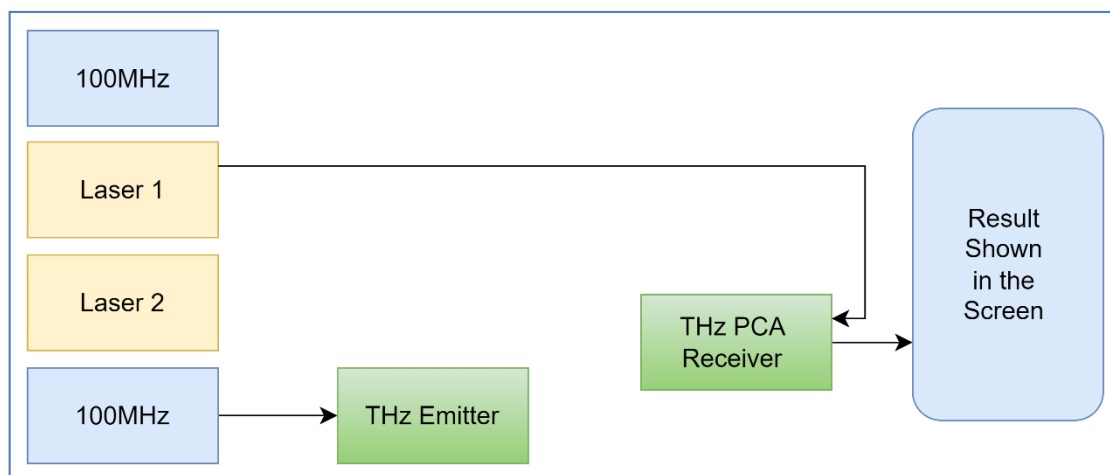 100MHz
Laser 1
Laser 2
100MHz
THz Emitter
THz PCA
Receiver
Result
Shown
in the
Screen